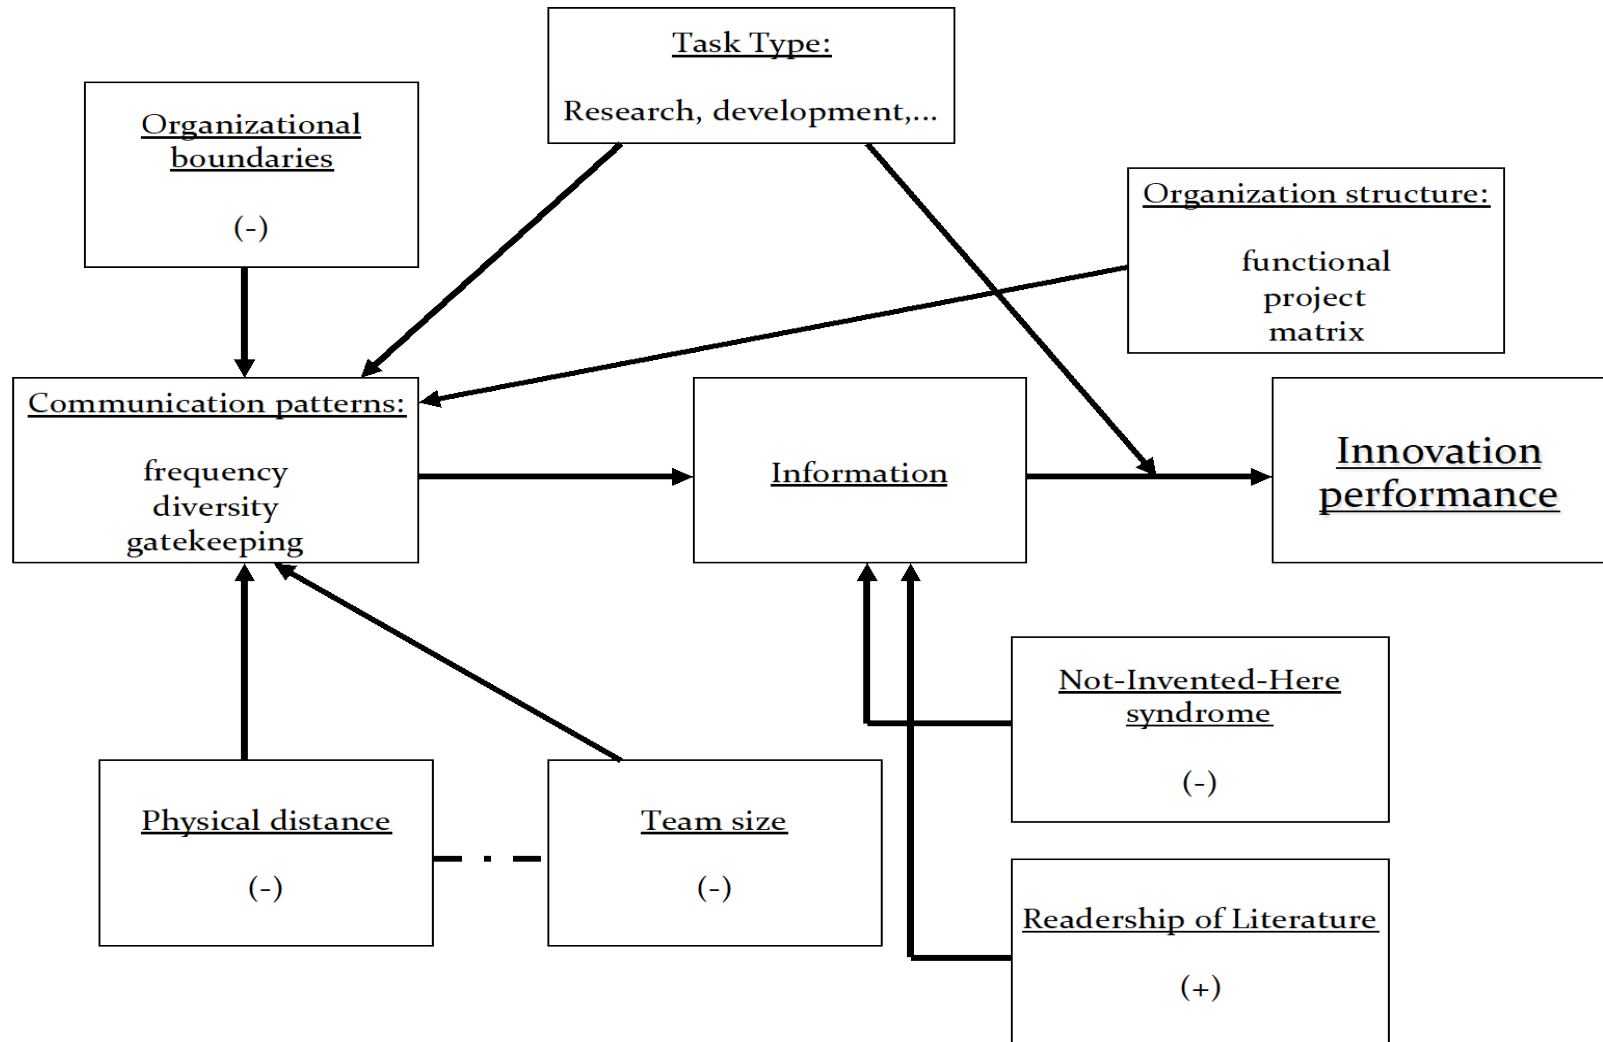 Task Type:
Research, development,...
Organizational
boundaries
(-)
Organization structure:
functional
project
matrix
Communication patterns:
frequency
diversity
gatekeeping
Information
Innovation
performance
Not-Invented-Here
syndrome
(-)
Physical distance
(-)
Team size
(-)
Readership of Literature
(+)